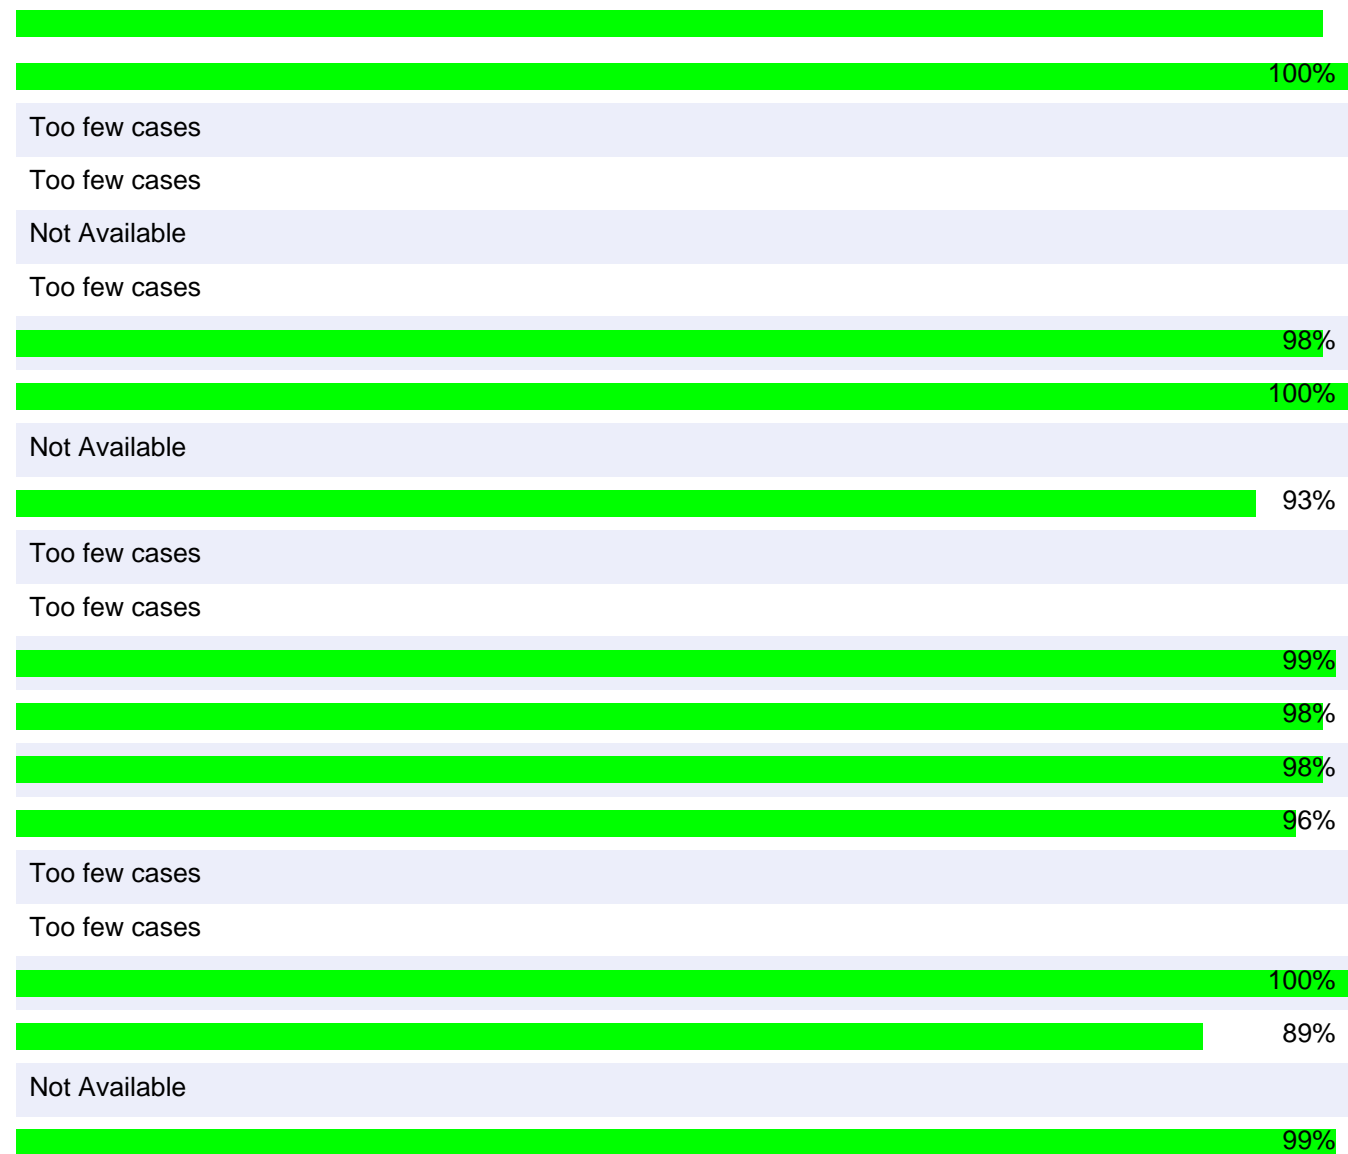 100%
Too few cases
Too few cases
Not Available
Too few cases
98%
100%
Not Available
93%
Too few cases
Too few cases
99%
98%
98%
96%
Too few cases
Too few cases
100%
89%
Not Available
99%